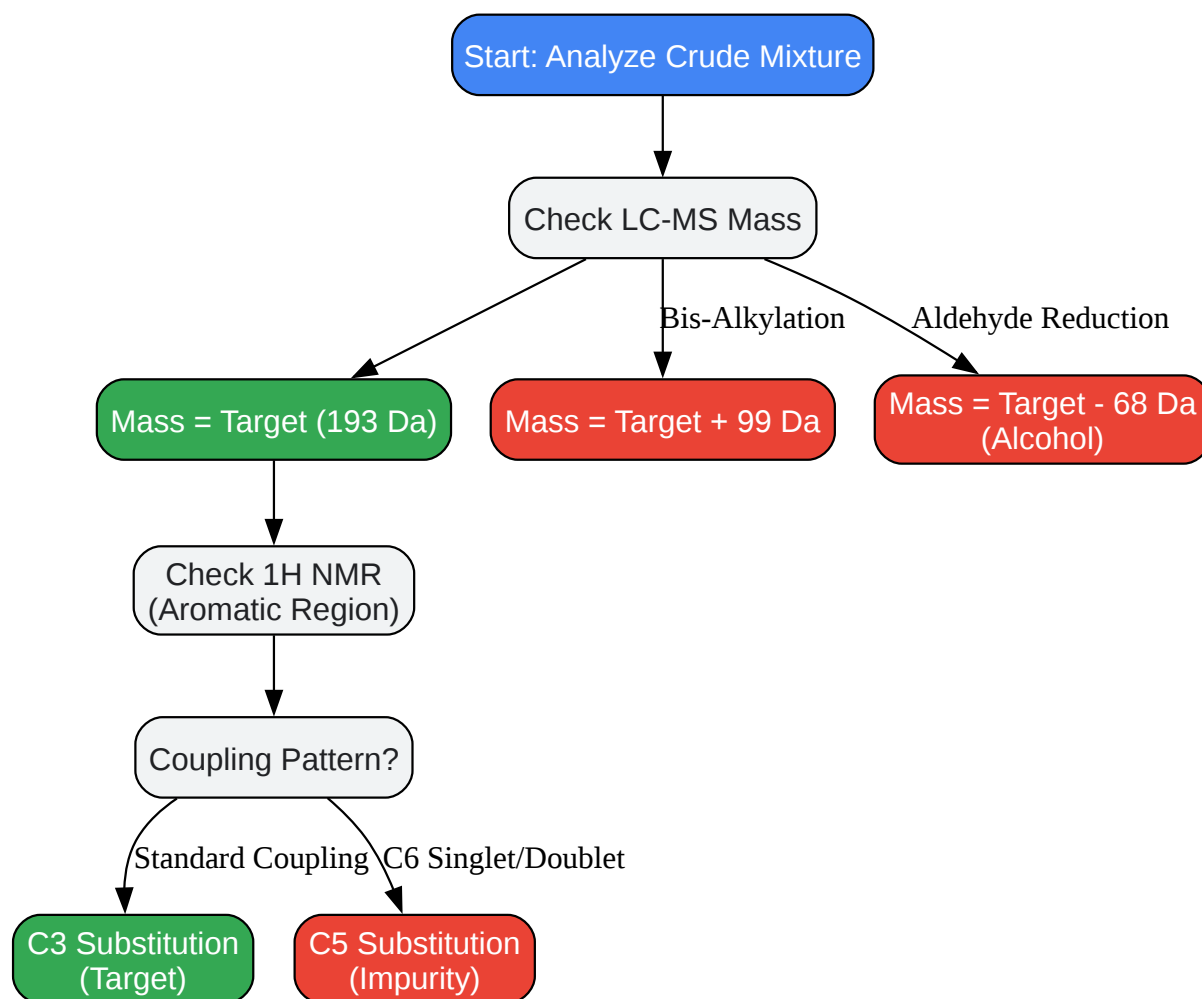 Start: Analyze Crude Mixture
Check LC-MS Mass
Bis-Alkylation
Aldehyde Reduction
Mass = Target (193 Da)
Mass = Target + 99 Da
Mass = Target - 68 Da
(Alcohol)
Check 1H NMR
(Aromatic Region)
Coupling Pattern?
Standard Coupling
C6 Singlet/Doublet
C3 Substitution
(Target)
C5 Substitution
(Impurity)